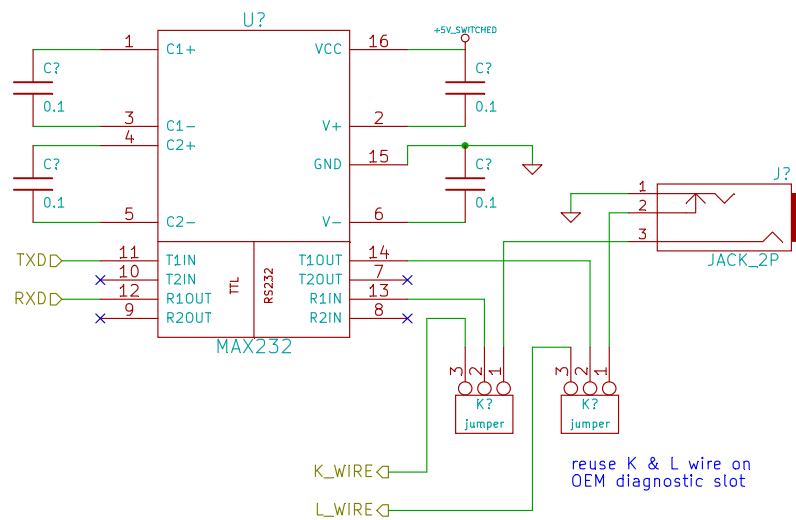 U?
+5V_SWITCHED
1 C1+ VCC 16
C? C?
0.1 0.1
3 C1- V+ 2
4 C2+
C? GND 15 C?
0.1 0.1
5 C2- V- 6
J?
1
2
3
JACK_2P
TXD 11 T1IN T1OUT 14
10 T2IN T2OUT 7
RXD 12 R1OUT R1IN 13
9 R2OUT R2IN 8
TTL RS232
MAX232
3 2 1 3 2 1
K? K?
jumper jumper
K_WIRE
L_WIRE
reuse K & L wire on
OEM diagnostic slot